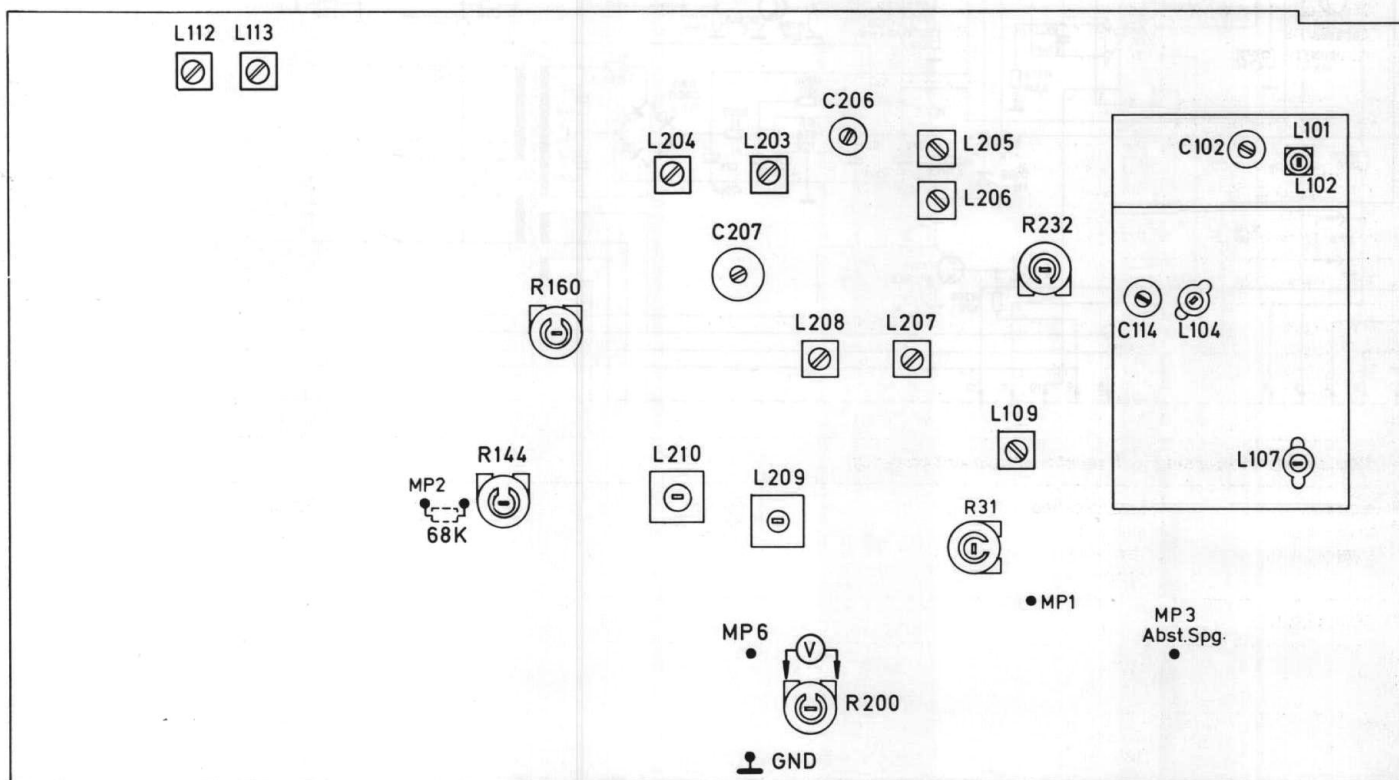 L112 L113
C206
L101
C102
L205
L204 L203
L102
L206
R232
C207
R160
C114 L104
L208 L207
L109
R144
L210
L107
MP2
L209
R31
68K
MP1
MP3
Abst.Spg.
MP6
V
R200
GND